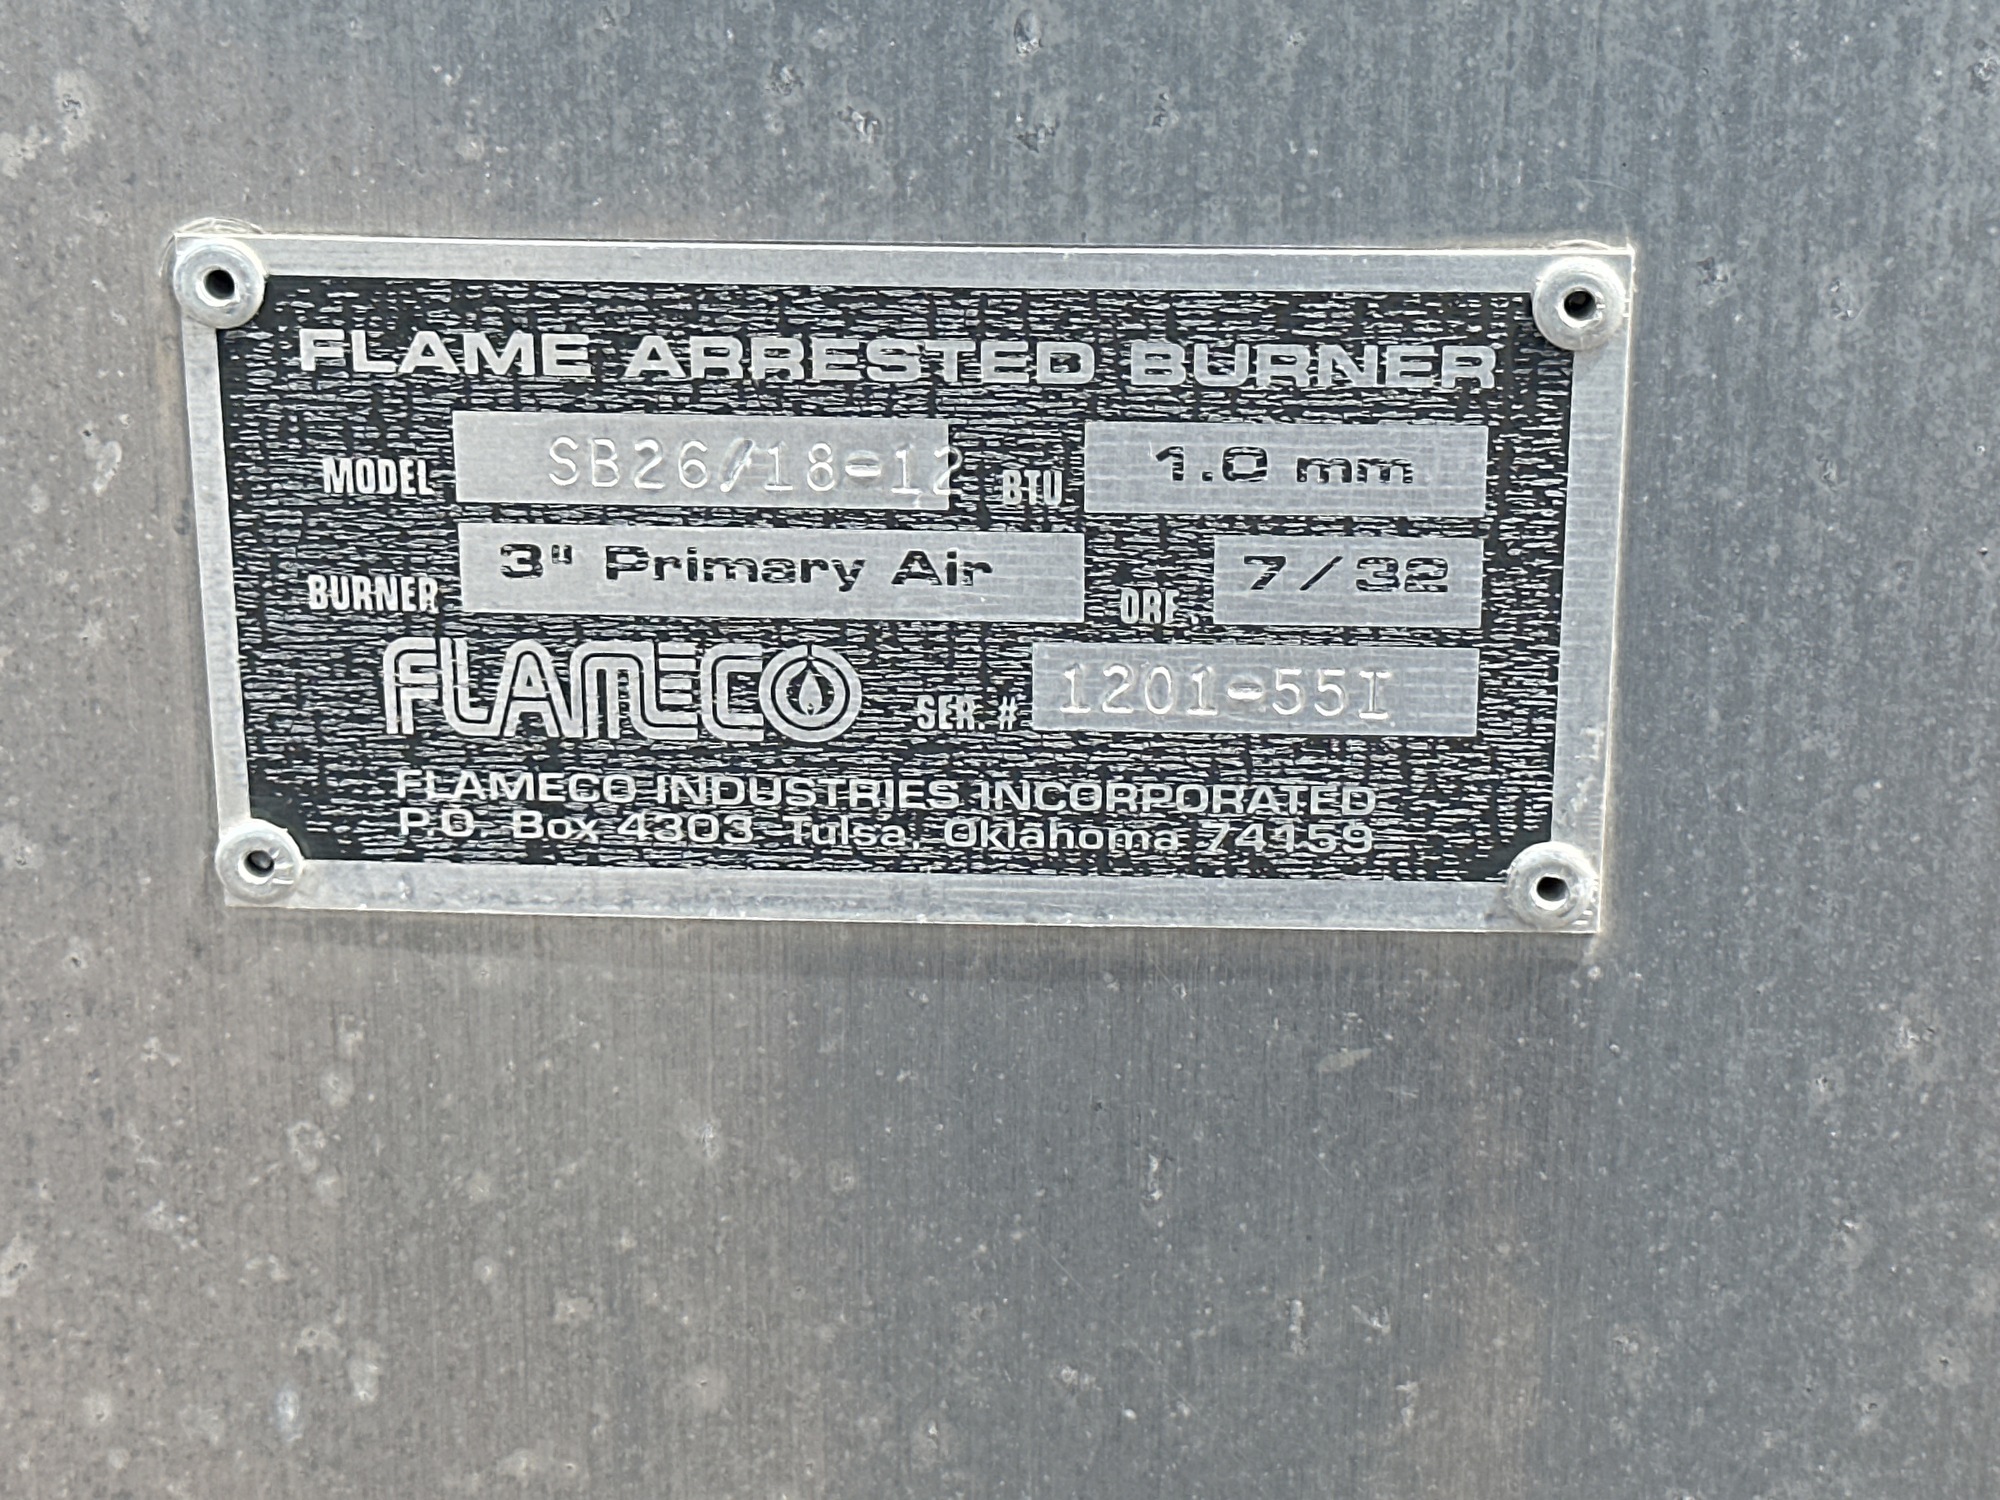 FLAME ARRESTED BURNER
MODEL SB26/18-12 BTU 1.0 mm
BURNER 3" Primary Air ORF. 7/32
FLAMECO SER. # 1201-55I
FLAMECO INDUSTRIES INCORPORATED
P.O. Box 4303 Tulsa, Oklahoma 74159